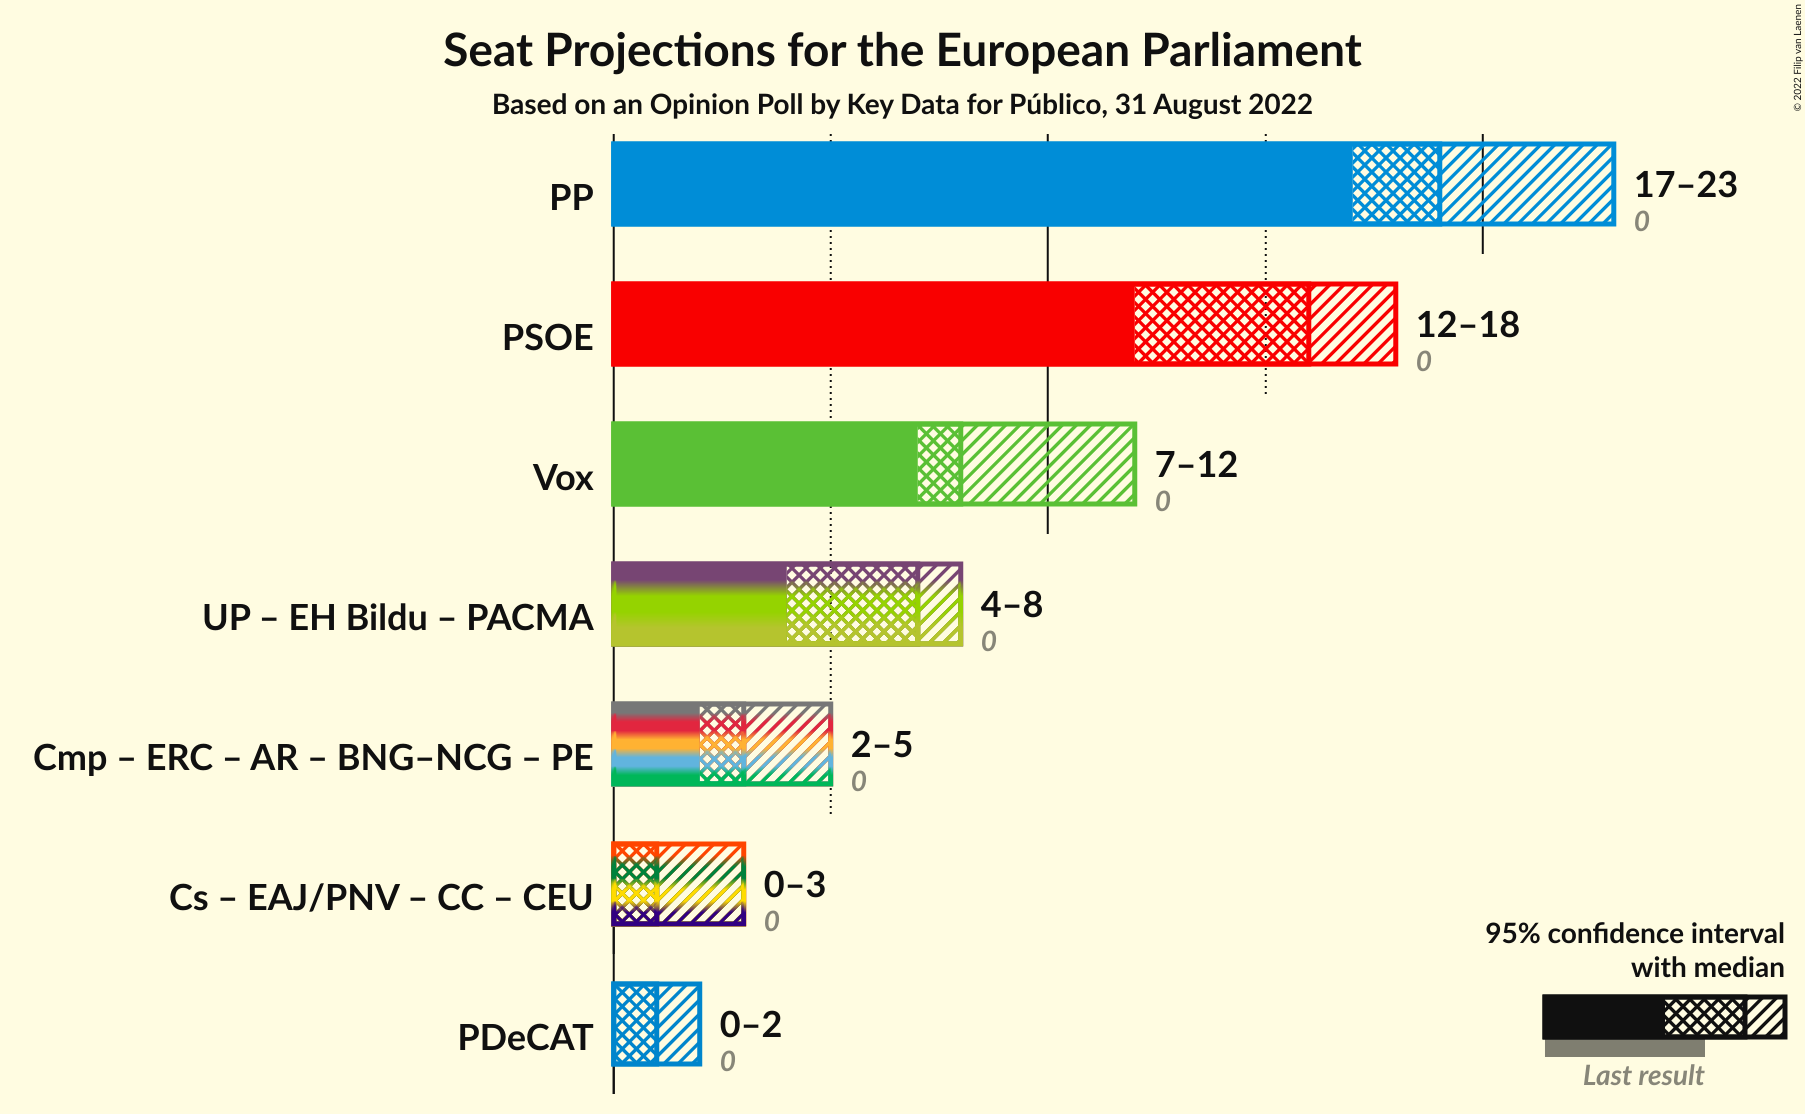 Seat Projections for the European Parliament
Based on an Opinion Poll by Key Data for Público, 31 August 2022
© 2022 Filip van Laenen
PP
17–23
0
PSOE
12–18
0
Vox
7–12
0
UP – EH Bildu – PACMA
4–8
0
Cmp – ERC – AR – BNG–NCG – PE
2–5
0
Cs – EAJ/PNV – CC – CEU
0–3
0
PDeCAT
0–2
0
95% confidence interval
with median
Last result